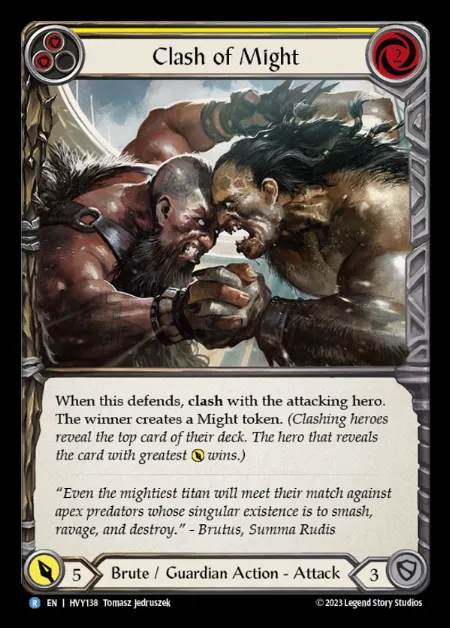 2
Clash of Might
When this defends, clash with the attacking hero.
The winner creates a Might token. (Clashing heroes
reveal the top card of their deck. The hero that reveals
the card with greatest wins.)
"Even the mightiest titan will meet their match against
apex predators whose singular existence is to smash,
ravage, and destroy." - Brutus, Summa Rudis
5 Brute / Guardian Action - Attack 3
R EN | HVY138 Tomasz Jedruszek © 2023 Legend Story Studios